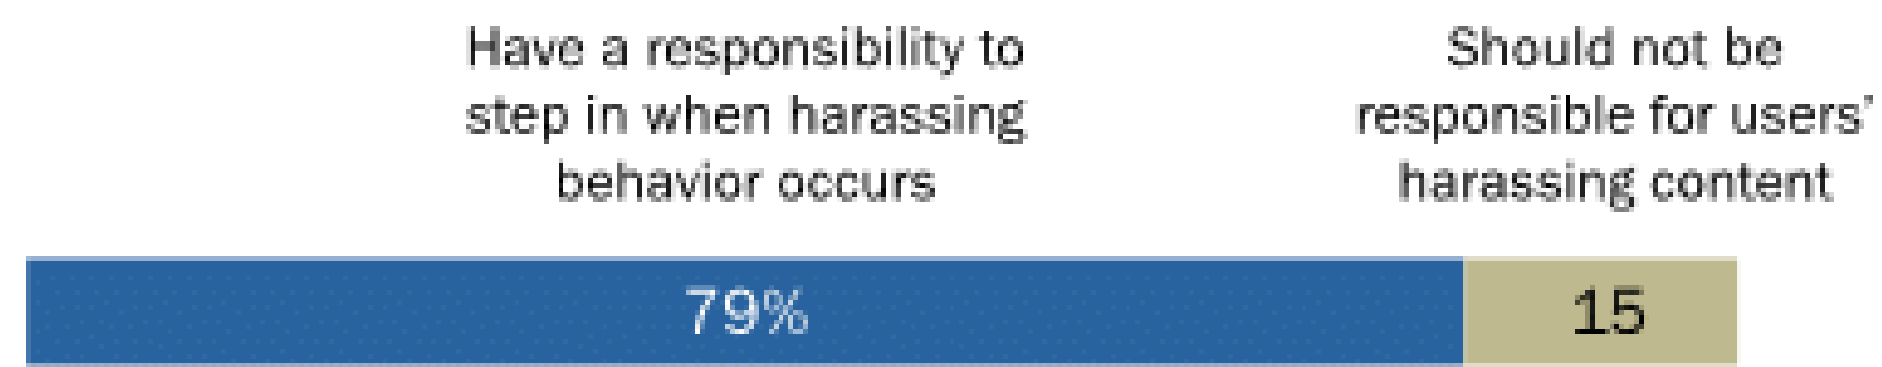 Have a responsibility to
step in when harassing
behavior occurs
Should not be
responsible for users’
harassing content
79%
15